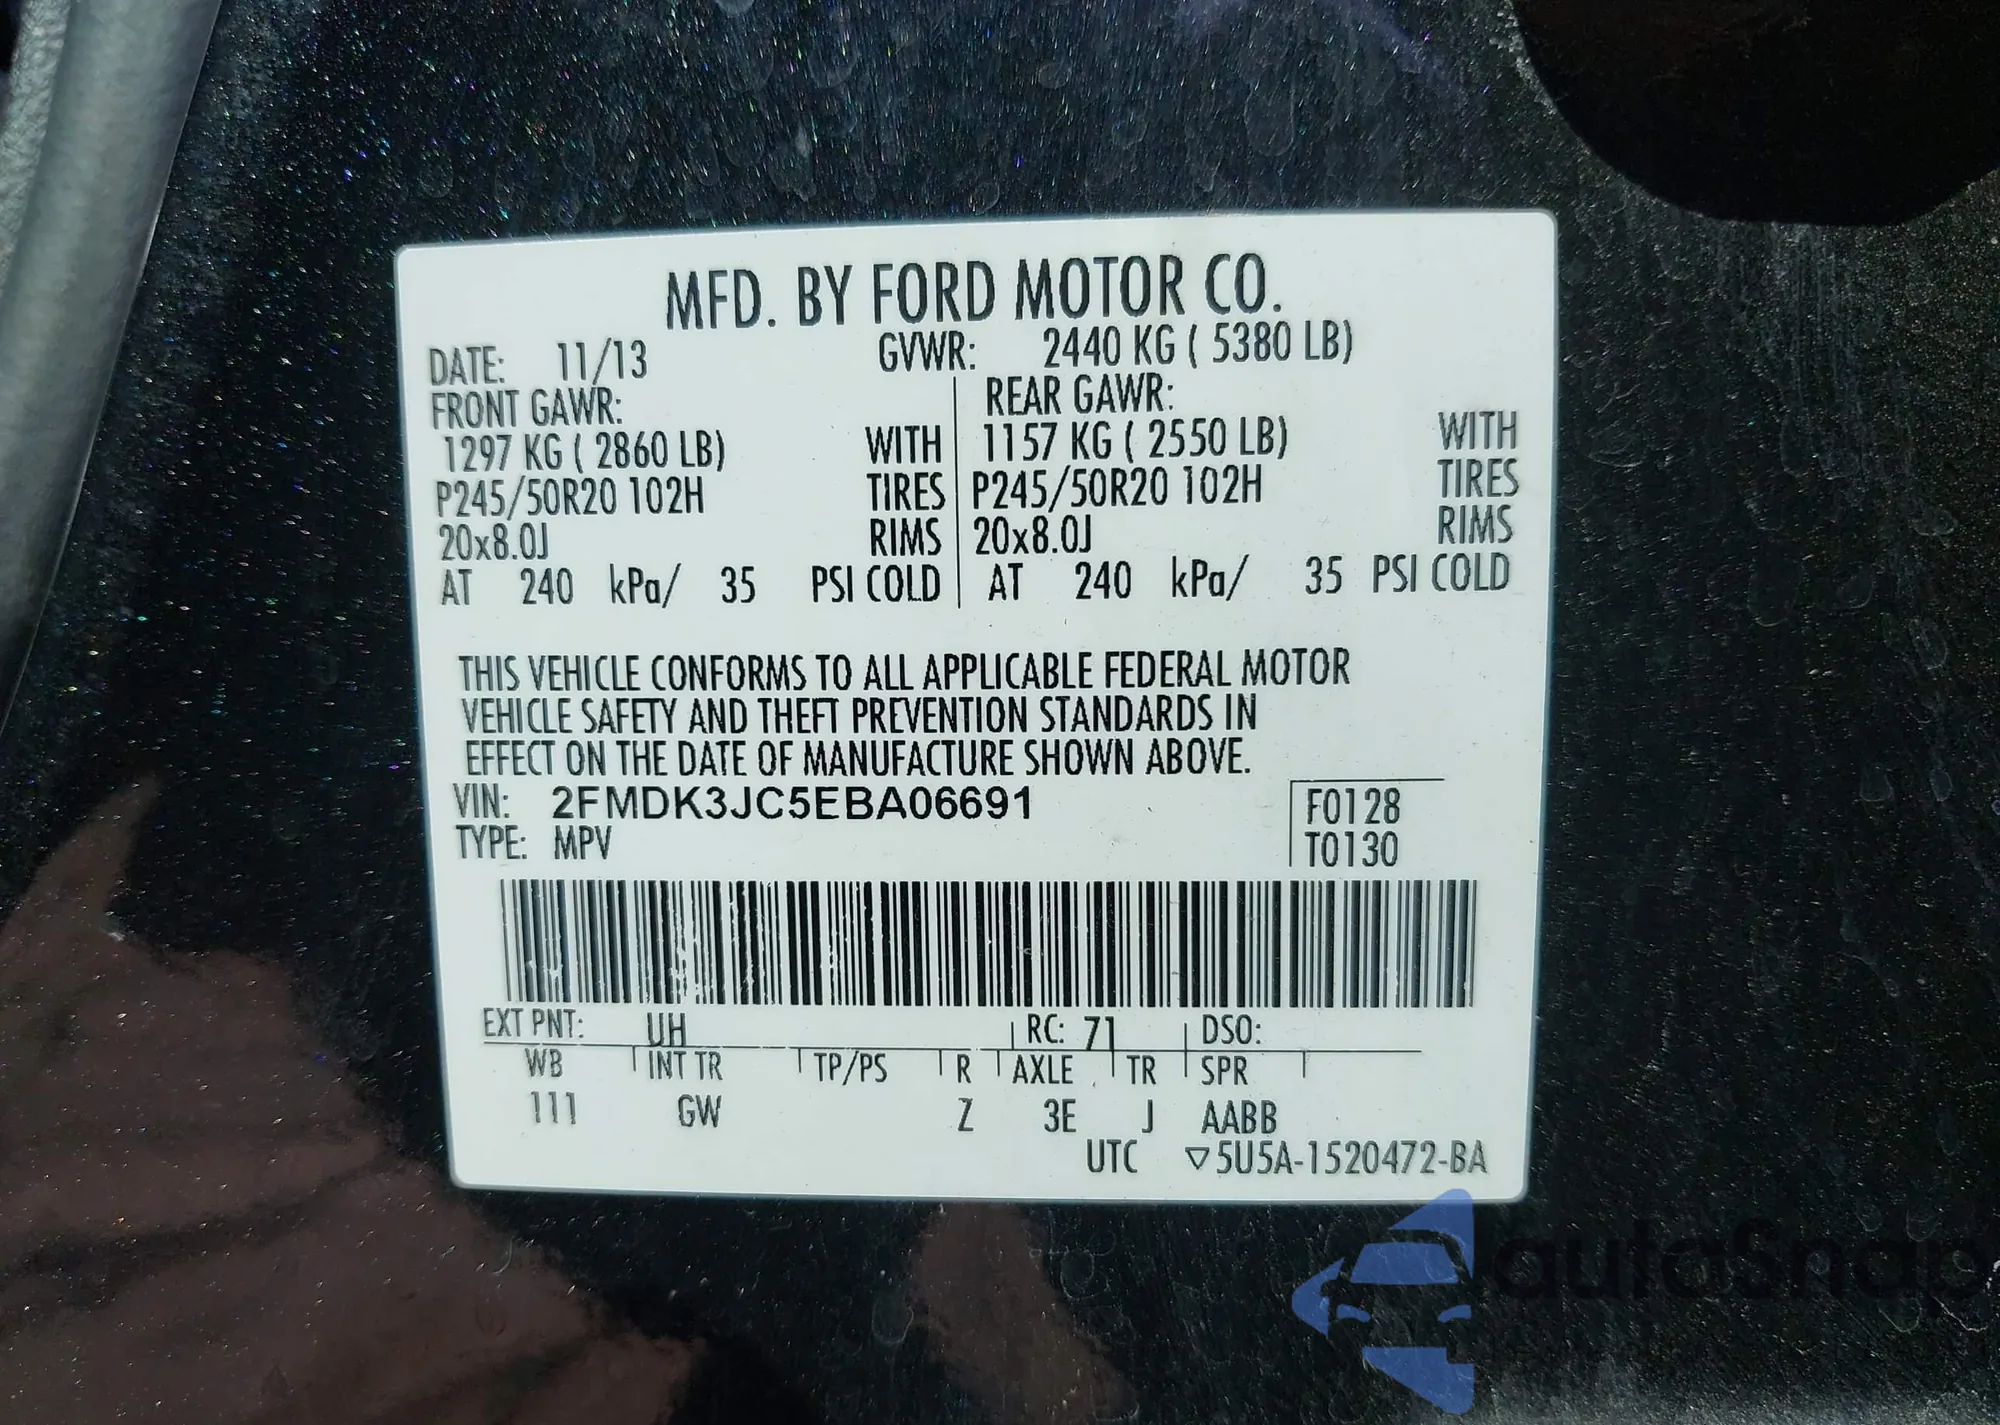 MFD. BY FORD MOTOR CO.
DATE: 11/13 GVWR: 2440 KG ( 5380 LB)
FRONT GAWR: REAR GAWR:
1297 KG ( 2860 LB) WITH 1157 KG ( 2550 LB) WITH
P245/50R20 102H TIRES P245/50R20 102H TIRES
20x8.0J RIMS 20x8.0J RIMS
AT 240 kPa/ 35 PSI COLD AT 240 kPa/ 35 PSI COLD
THIS VEHICLE CONFORMS TO ALL APPLICABLE FEDERAL MOTOR
VEHICLE SAFETY AND THEFT PREVENTION STANDARDS IN
EFFECT ON THE DATE OF MANUFACTURE SHOWN ABOVE.
VIN: 2FMDK3JC5EBA06691 F0128
TYPE: MPV T0130
EXT PNT: UH RC: 71 DSO:
WB INT TR TP/PS R AXLE TR SPR
111 GW Z 3E J AABB
UTC ▽5U5A-1520472-BA
autoSnap